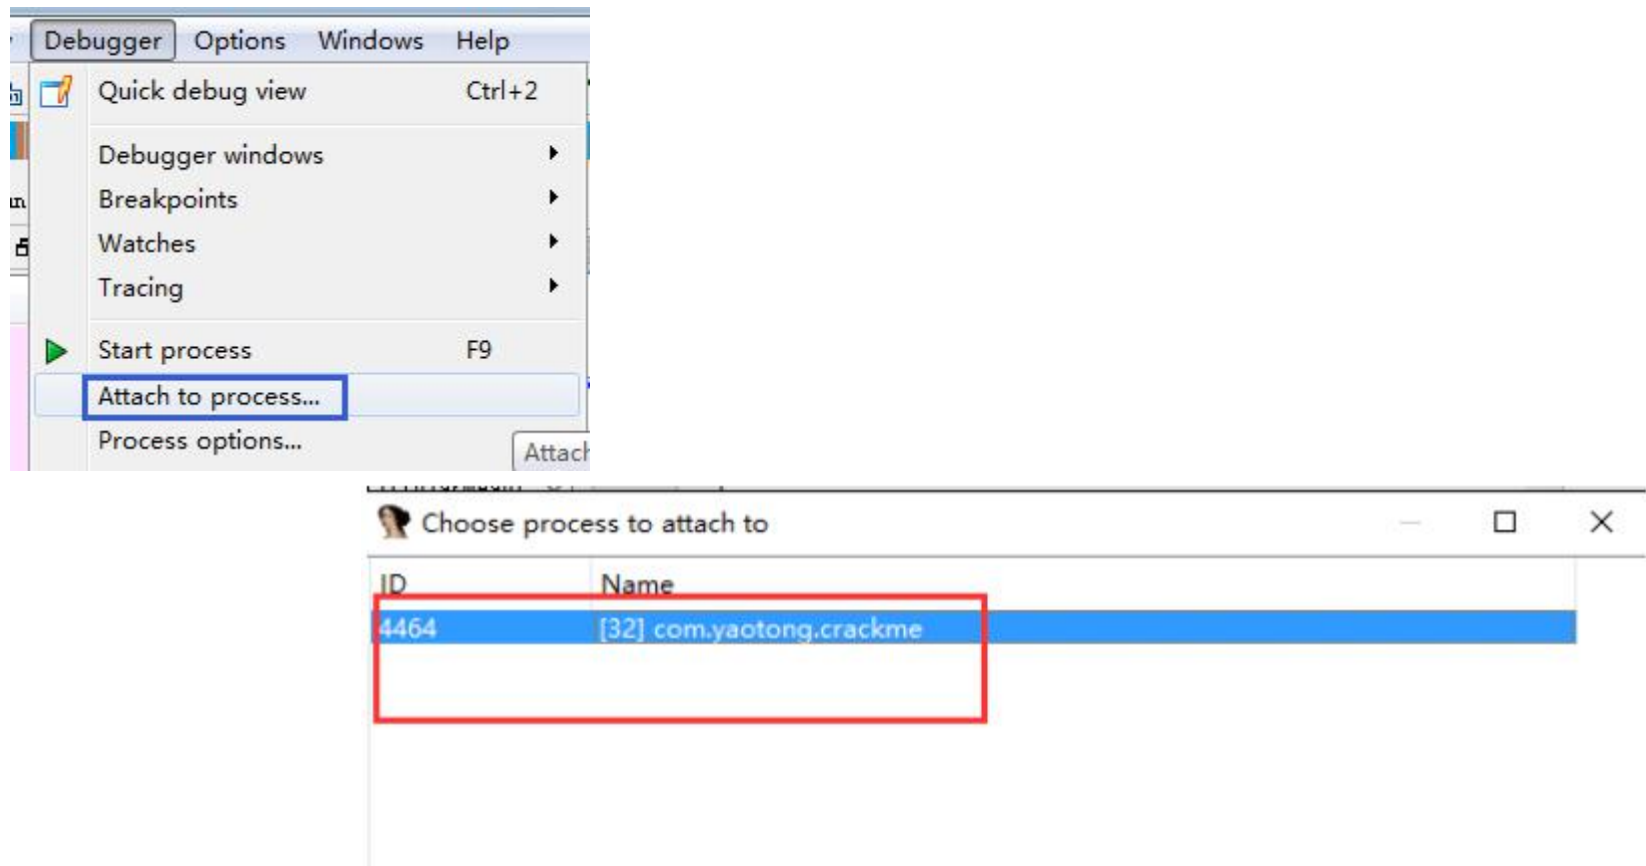 Debugger Options Windows Help
Quick debug view Ctrl+2
Debugger windows
Breakpoints
Watches
Tracing
Start process F9
Attach to process...
Process options...
Attach
Choose process to attach to
ID Name
4464 [32] com.yaotong.crackme